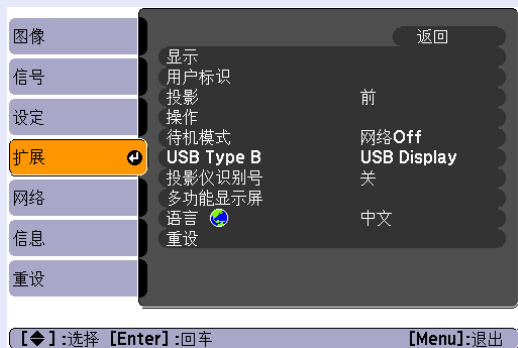 图像
信号
设定
扩展
网络
信息
重设
返回
显示
用户标识
投影 前
操作
待机模式 网络Off
USB Type B USB Display
投影仪识别号 关
多功能显示屏
语言 中文
重设
[◆]:选择 [Enter]:回车 [Menu]:退出